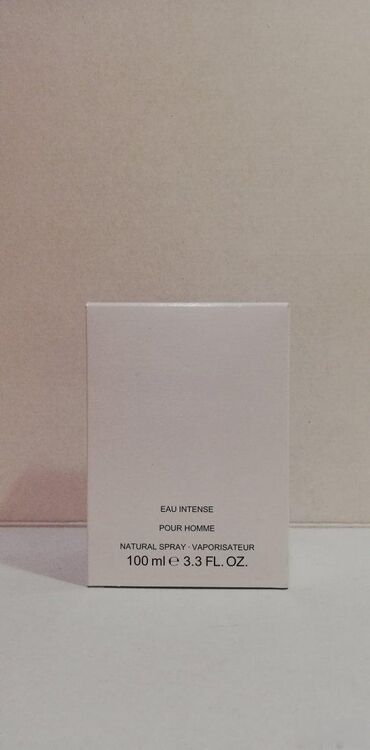 EAU INTENSE
POUR HOMME
NATURAL SPRAY · VAPORISATEUR
100 ml ℮ 3.3 FL. OZ.